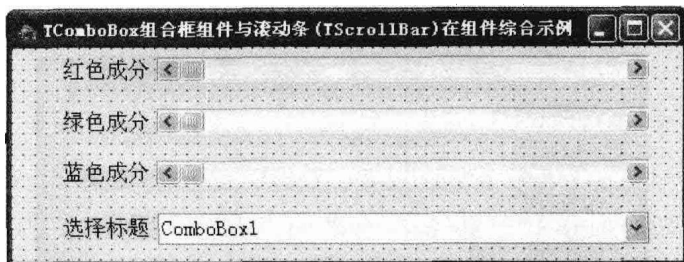 TComboBox组合框组件与滚动条(TScrollBar)在组件综合示例
红色成分
绿色成分
蓝色成分
选择标题 ComboBox1